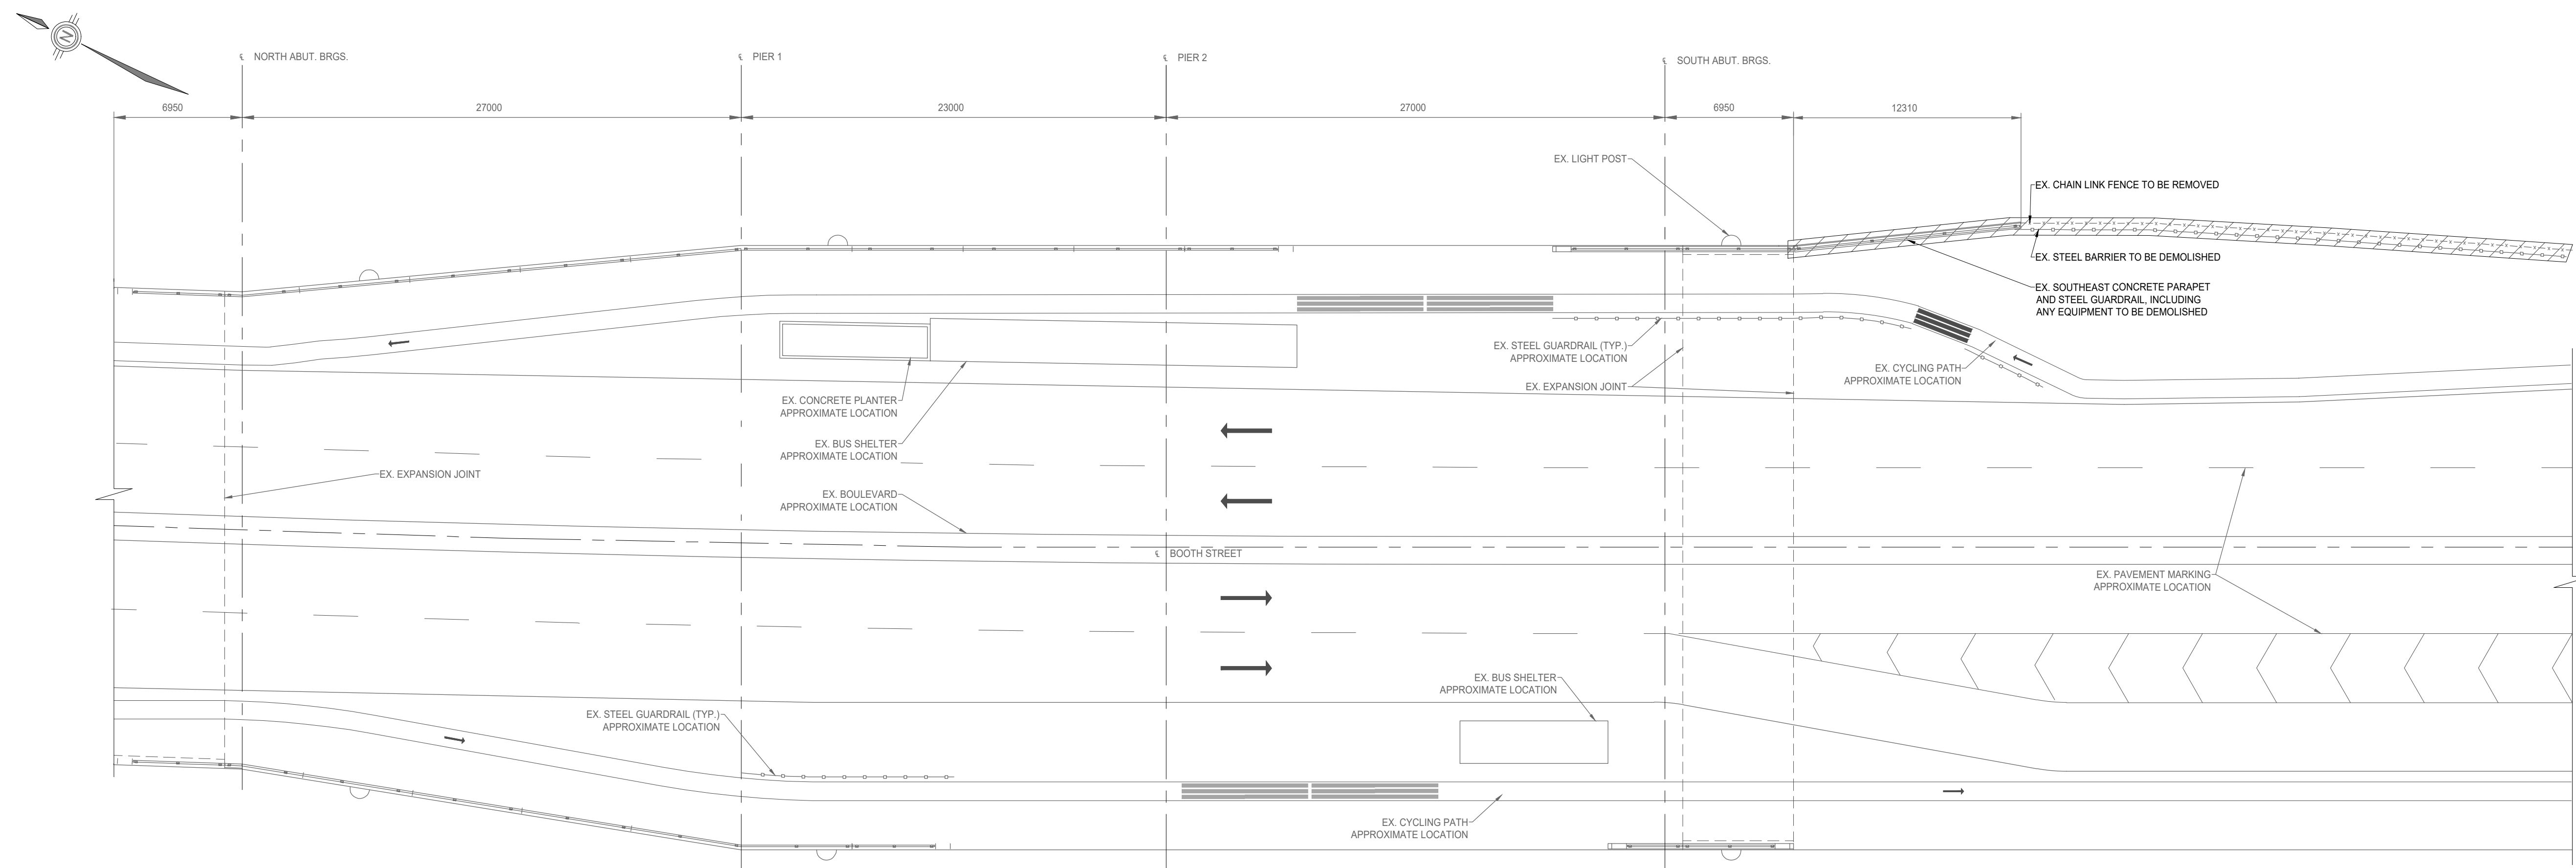 N
℄ NORTH ABUT. BRGS.
℄ PIER 1
℄ PIER 2
℄ SOUTH ABUT. BRGS.
6950
27000
23000
27000
6950
12310
EX. LIGHT POST
EX. CHAIN LINK FENCE TO BE REMOVED
EX. STEEL BARRIER TO BE DEMOLISHED
EX. SOUTHEAST CONCRETE PARAPET
AND STEEL GUARDRAIL, INCLUDING
ANY EQUIPMENT TO BE DEMOLISHED
EX. STEEL GUARDRAIL (TYP.)
APPROXIMATE LOCATION
EX. CYCLING PATH
APPROXIMATE LOCATION
EX. EXPANSION JOINT
EX. CONCRETE PLANTER
APPROXIMATE LOCATION
EX. BUS SHELTER
APPROXIMATE LOCATION
EX. EXPANSION JOINT
EX. BOULEVARD
APPROXIMATE LOCATION
℄ BOOTH STREET
EX. PAVEMENT MARKING
APPROXIMATE LOCATION
EX. BUS SHELTER
APPROXIMATE LOCATION
EX. STEEL GUARDRAIL (TYP.)
APPROXIMATE LOCATION
EX. CYCLING PATH
APPROXIMATE LOCATION